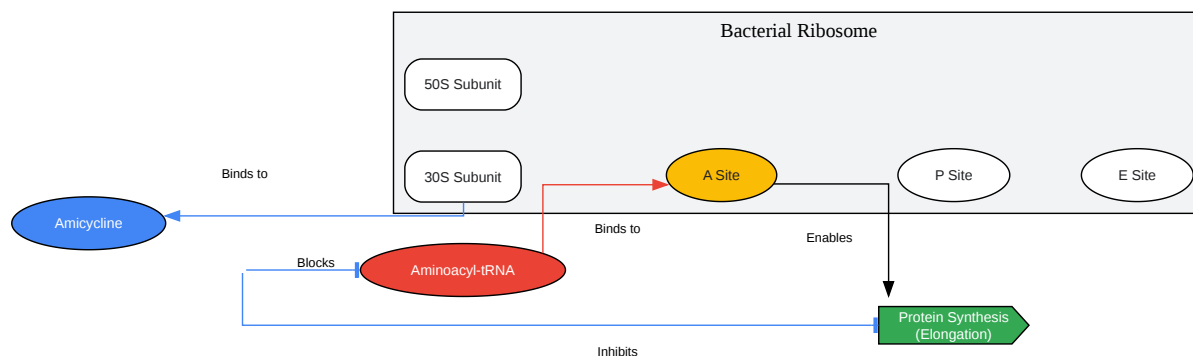 Bacterial Ribosome
50S Subunit
Binds to
30S Subunit
A Site
P Site
E Site
Amicycline
Binds to
Enables
Blocks
Aminoacyl-tRNA
Protein Synthesis
(Elongation)
Inhibits